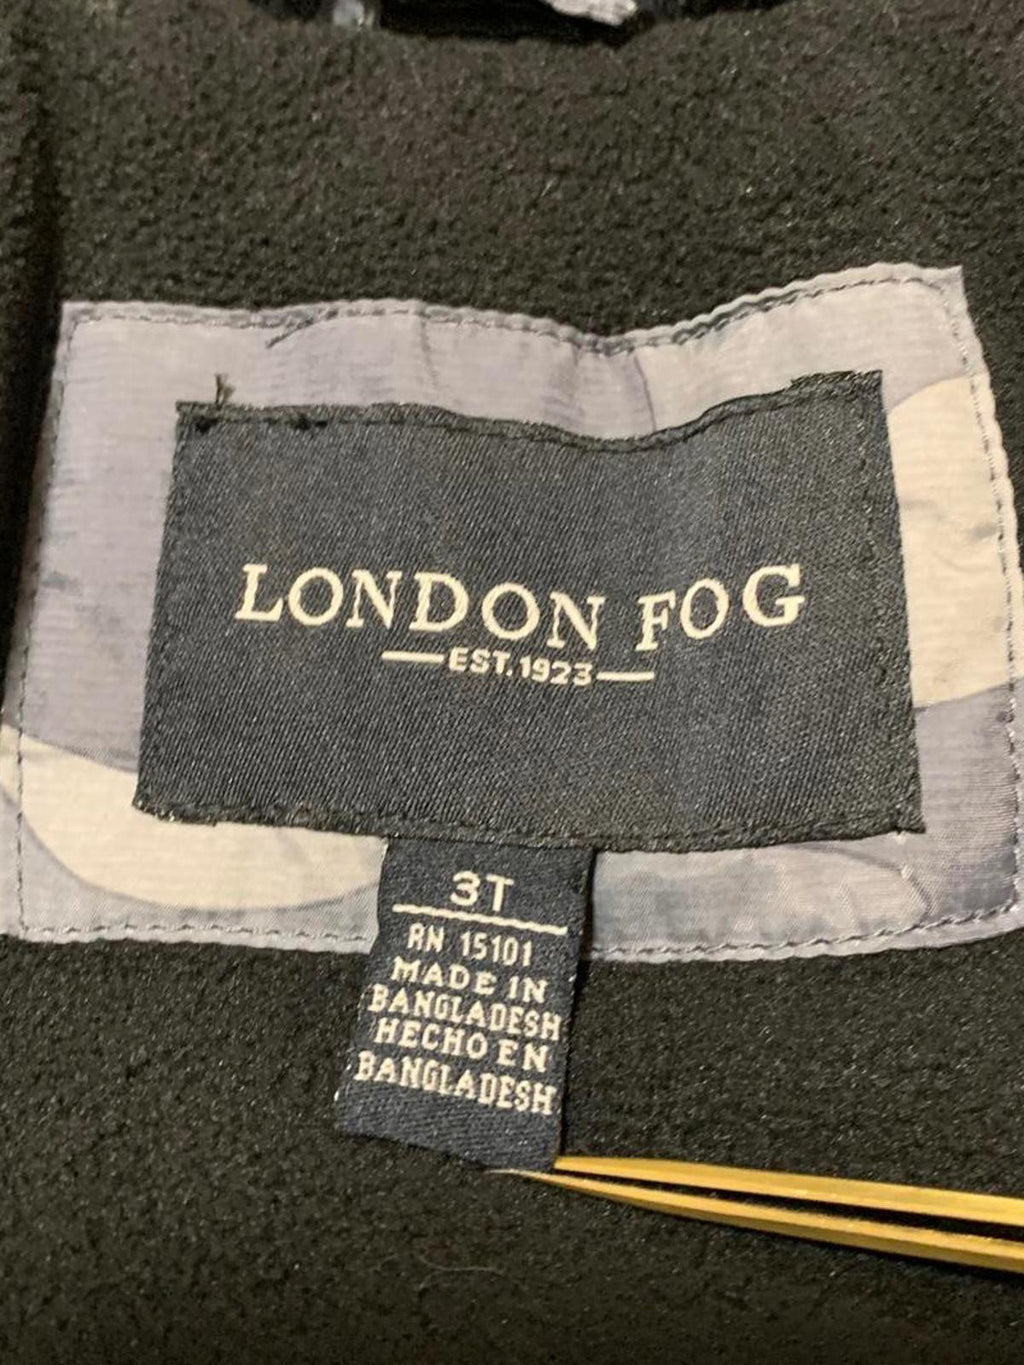 LONDON FOG
EST. 1923
3T
RN 15101
MADE IN
BANGLADESH
HECHO EN
BANGLADESH